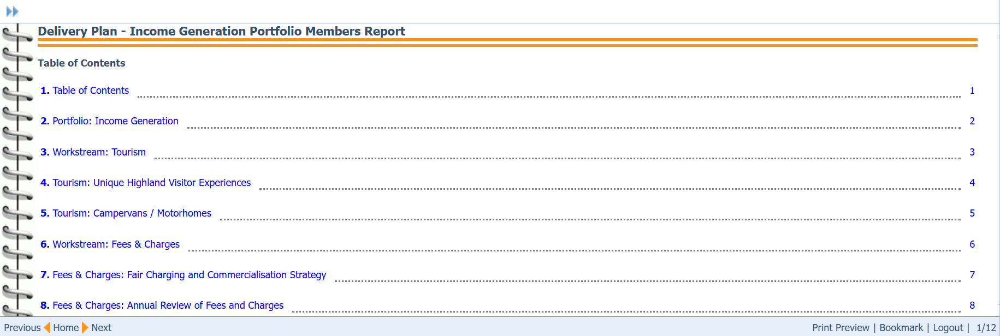 Delivery Plan - Income Generation Portfolio Members Report
Table of Contents
1. Table of Contents 1
2. Portfolio: Income Generation 2
3. Workstream: Tourism 3
4. Tourism: Unique Highland Visitor Experiences 4
5. Tourism: Campervans / Motorhomes 5
6. Workstream: Fees & Charges 6
7. Fees & Charges: Fair Charging and Commercialisation Strategy 7
8. Fees & Charges: Annual Review of Fees and Charges 8
Previous Home Next Print Preview | Bookmark | Logout | 1/12